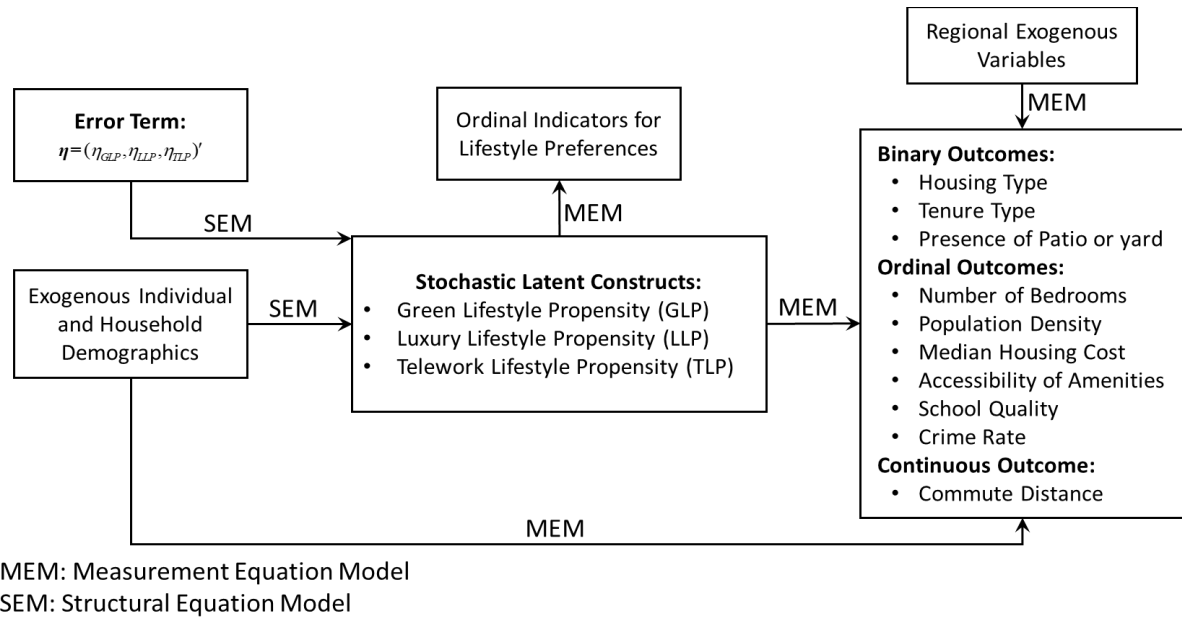 Regional Exogenous
Variables
MEM
Error Term:
η=(η_GLP,η_LLP,η_TLP)′
Ordinal Indicators for
Lifestyle Preferences
SEM
MEM
Exogenous Individual
and Household
Demographics
SEM
Stochastic Latent Constructs:
• Green Lifestyle Propensity (GLP)
• Luxury Lifestyle Propensity (LLP)
• Telework Lifestyle Propensity (TLP)
MEM
Binary Outcomes:
• Housing Type
• Tenure Type
• Presence of Patio or yard
Ordinal Outcomes:
• Number of Bedrooms
• Population Density
• Median Housing Cost
• Accessibility of Amenities
• School Quality
• Crime Rate
Continuous Outcome:
• Commute Distance
MEM
MEM: Measurement Equation Model
SEM: Structural Equation Model